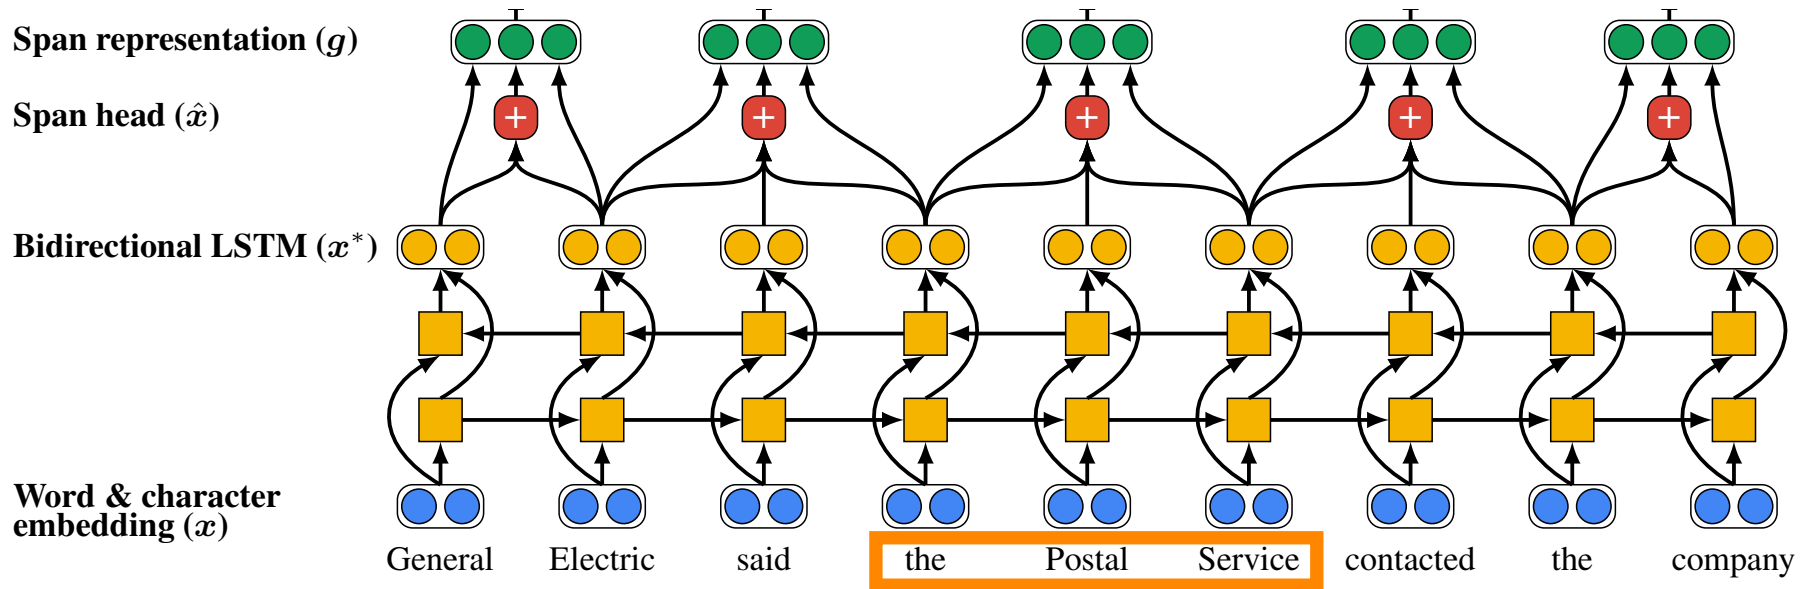 Span representation (g)
Span head (x̂)
+ + + + +
Bidirectional LSTM (x*)
Word & character
embedding (x)
General Electric said the Postal Service contacted the company